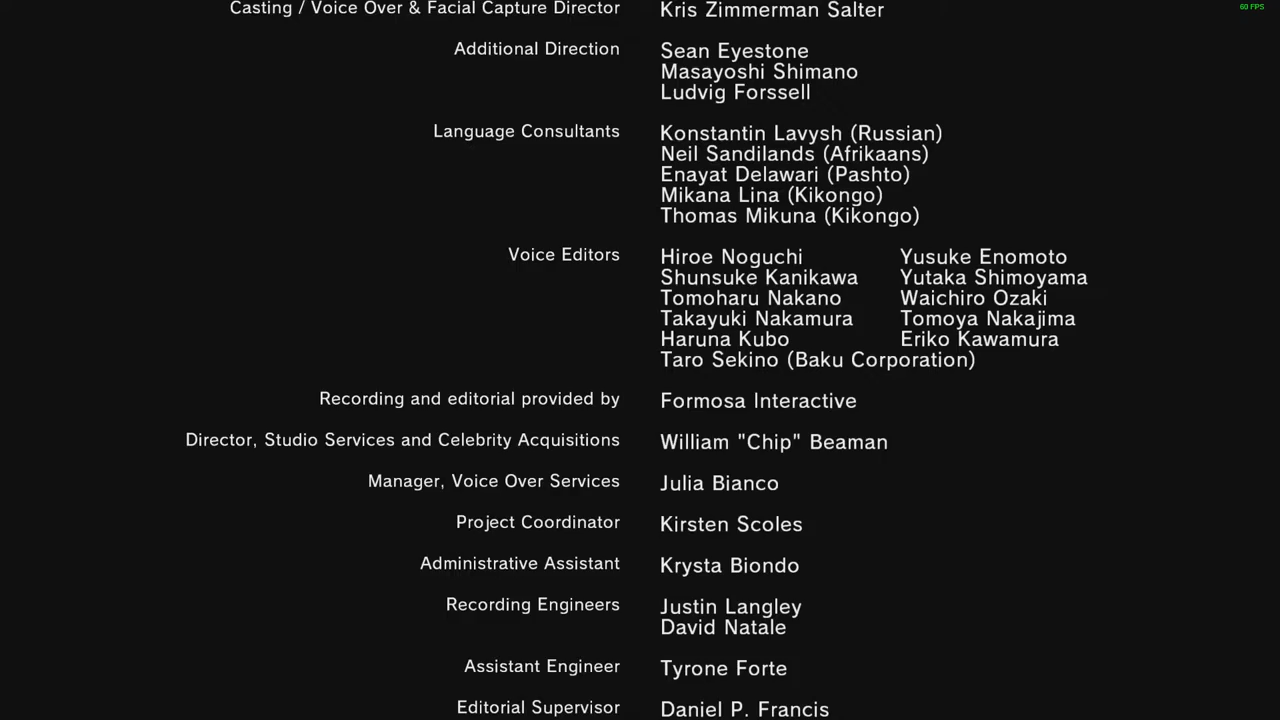 60 FPS
Casting / Voice Over & Facial Capture Director Kris Zimmerman Salter
Additional Direction Sean Eyestone
Masayoshi Shimano
Ludvig Forssell
Language Consultants Konstantin Lavysh (Russian)
Neil Sandilands (Afrikaans)
Enayat Delawari (Pashto)
Mikana Lina (Kikongo)
Thomas Mikuna (Kikongo)
Voice Editors Hiroe Noguchi Yusuke Enomoto
Shunsuke Kanikawa Yutaka Shimoyama
Tomoharu Nakano Waichiro Ozaki
Takayuki Nakamura Tomoya Nakajima
Haruna Kubo Eriko Kawamura
Taro Sekino (Baku Corporation)
Recording and editorial provided by Formosa Interactive
Director, Studio Services and Celebrity Acquisitions William "Chip" Beaman
Manager, Voice Over Services Julia Bianco
Project Coordinator Kirsten Scoles
Administrative Assistant Krysta Biondo
Recording Engineers Justin Langley
David Natale
Assistant Engineer Tyrone Forte
Editorial Supervisor Daniel P. Francis